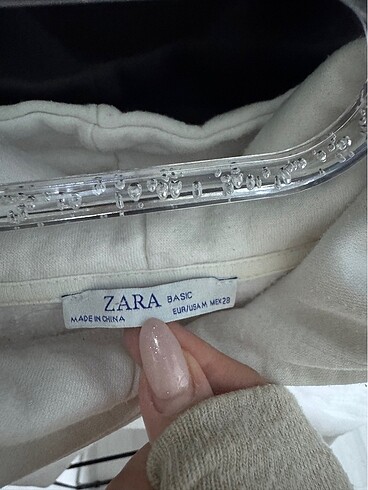 ZARA BASIC
MADE IN CHINA EUR/USA M MEX 28